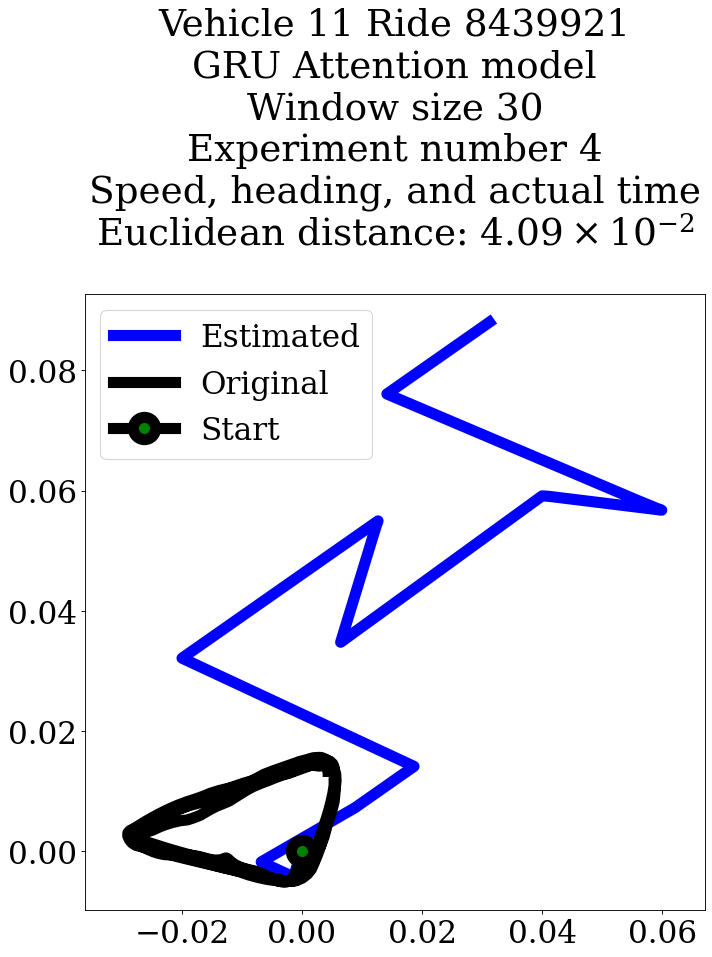 Vehicle 11 Ride 8439921
GRU Attention model
Window size 30
Experiment number 4
Speed, heading, and actual time
Euclidean distance: 4.09 × 10⁻²
Estimated
Original
Start
0.08
0.06
0.04
0.02
0.00
−0.02 0.00 0.02 0.04 0.06